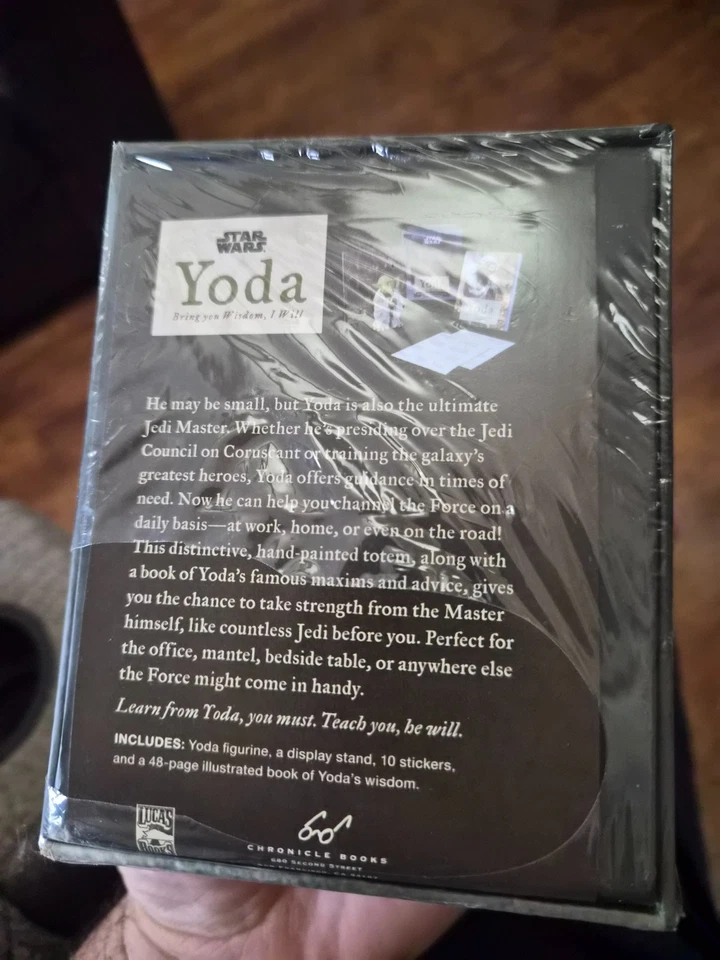 STAR
WARS
Yoda
Bring you Wisdom, I Will
He may be small, but Yoda is also the ultimate
Jedi Master. Whether he's presiding over the Jedi
Council on Coruscant or training the galaxy's
greatest heroes, Yoda offers guidance in times of
need. Now he can help you channel the Force on a
daily basis—at work, home, or even on the road!
This distinctive, hand-painted totem, along with
a book of Yoda's famous maxims and advice, gives
you the chance to take strength from the Master
himself, like countless Jedi before you. Perfect for
the office, mantel, bedside table, or anywhere else
the Force might come in handy.
Learn from Yoda, you must. Teach you, he will.
INCLUDES: Yoda figurine, a display stand, 10 stickers,
and a 48-page illustrated book of Yoda's wisdom.
LUCAS
BOOKS
CHRONICLE BOOKS
680 SECOND STREET